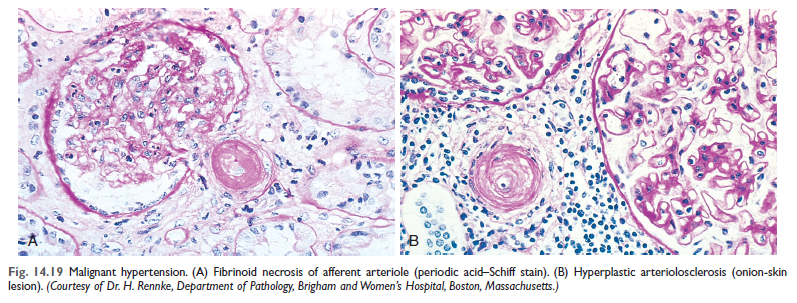 A
B
Fig. 14.19 Malignant hypertension. (A) Fibrinoid necrosis of afferent arteriole (periodic acid–Schiff stain). (B) Hyperplastic arteriolosclerosis (onion-skin
lesion). (Courtesy of Dr. H. Rennke, Department of Pathology, Brigham and Women's Hospital, Boston, Massachusetts.)